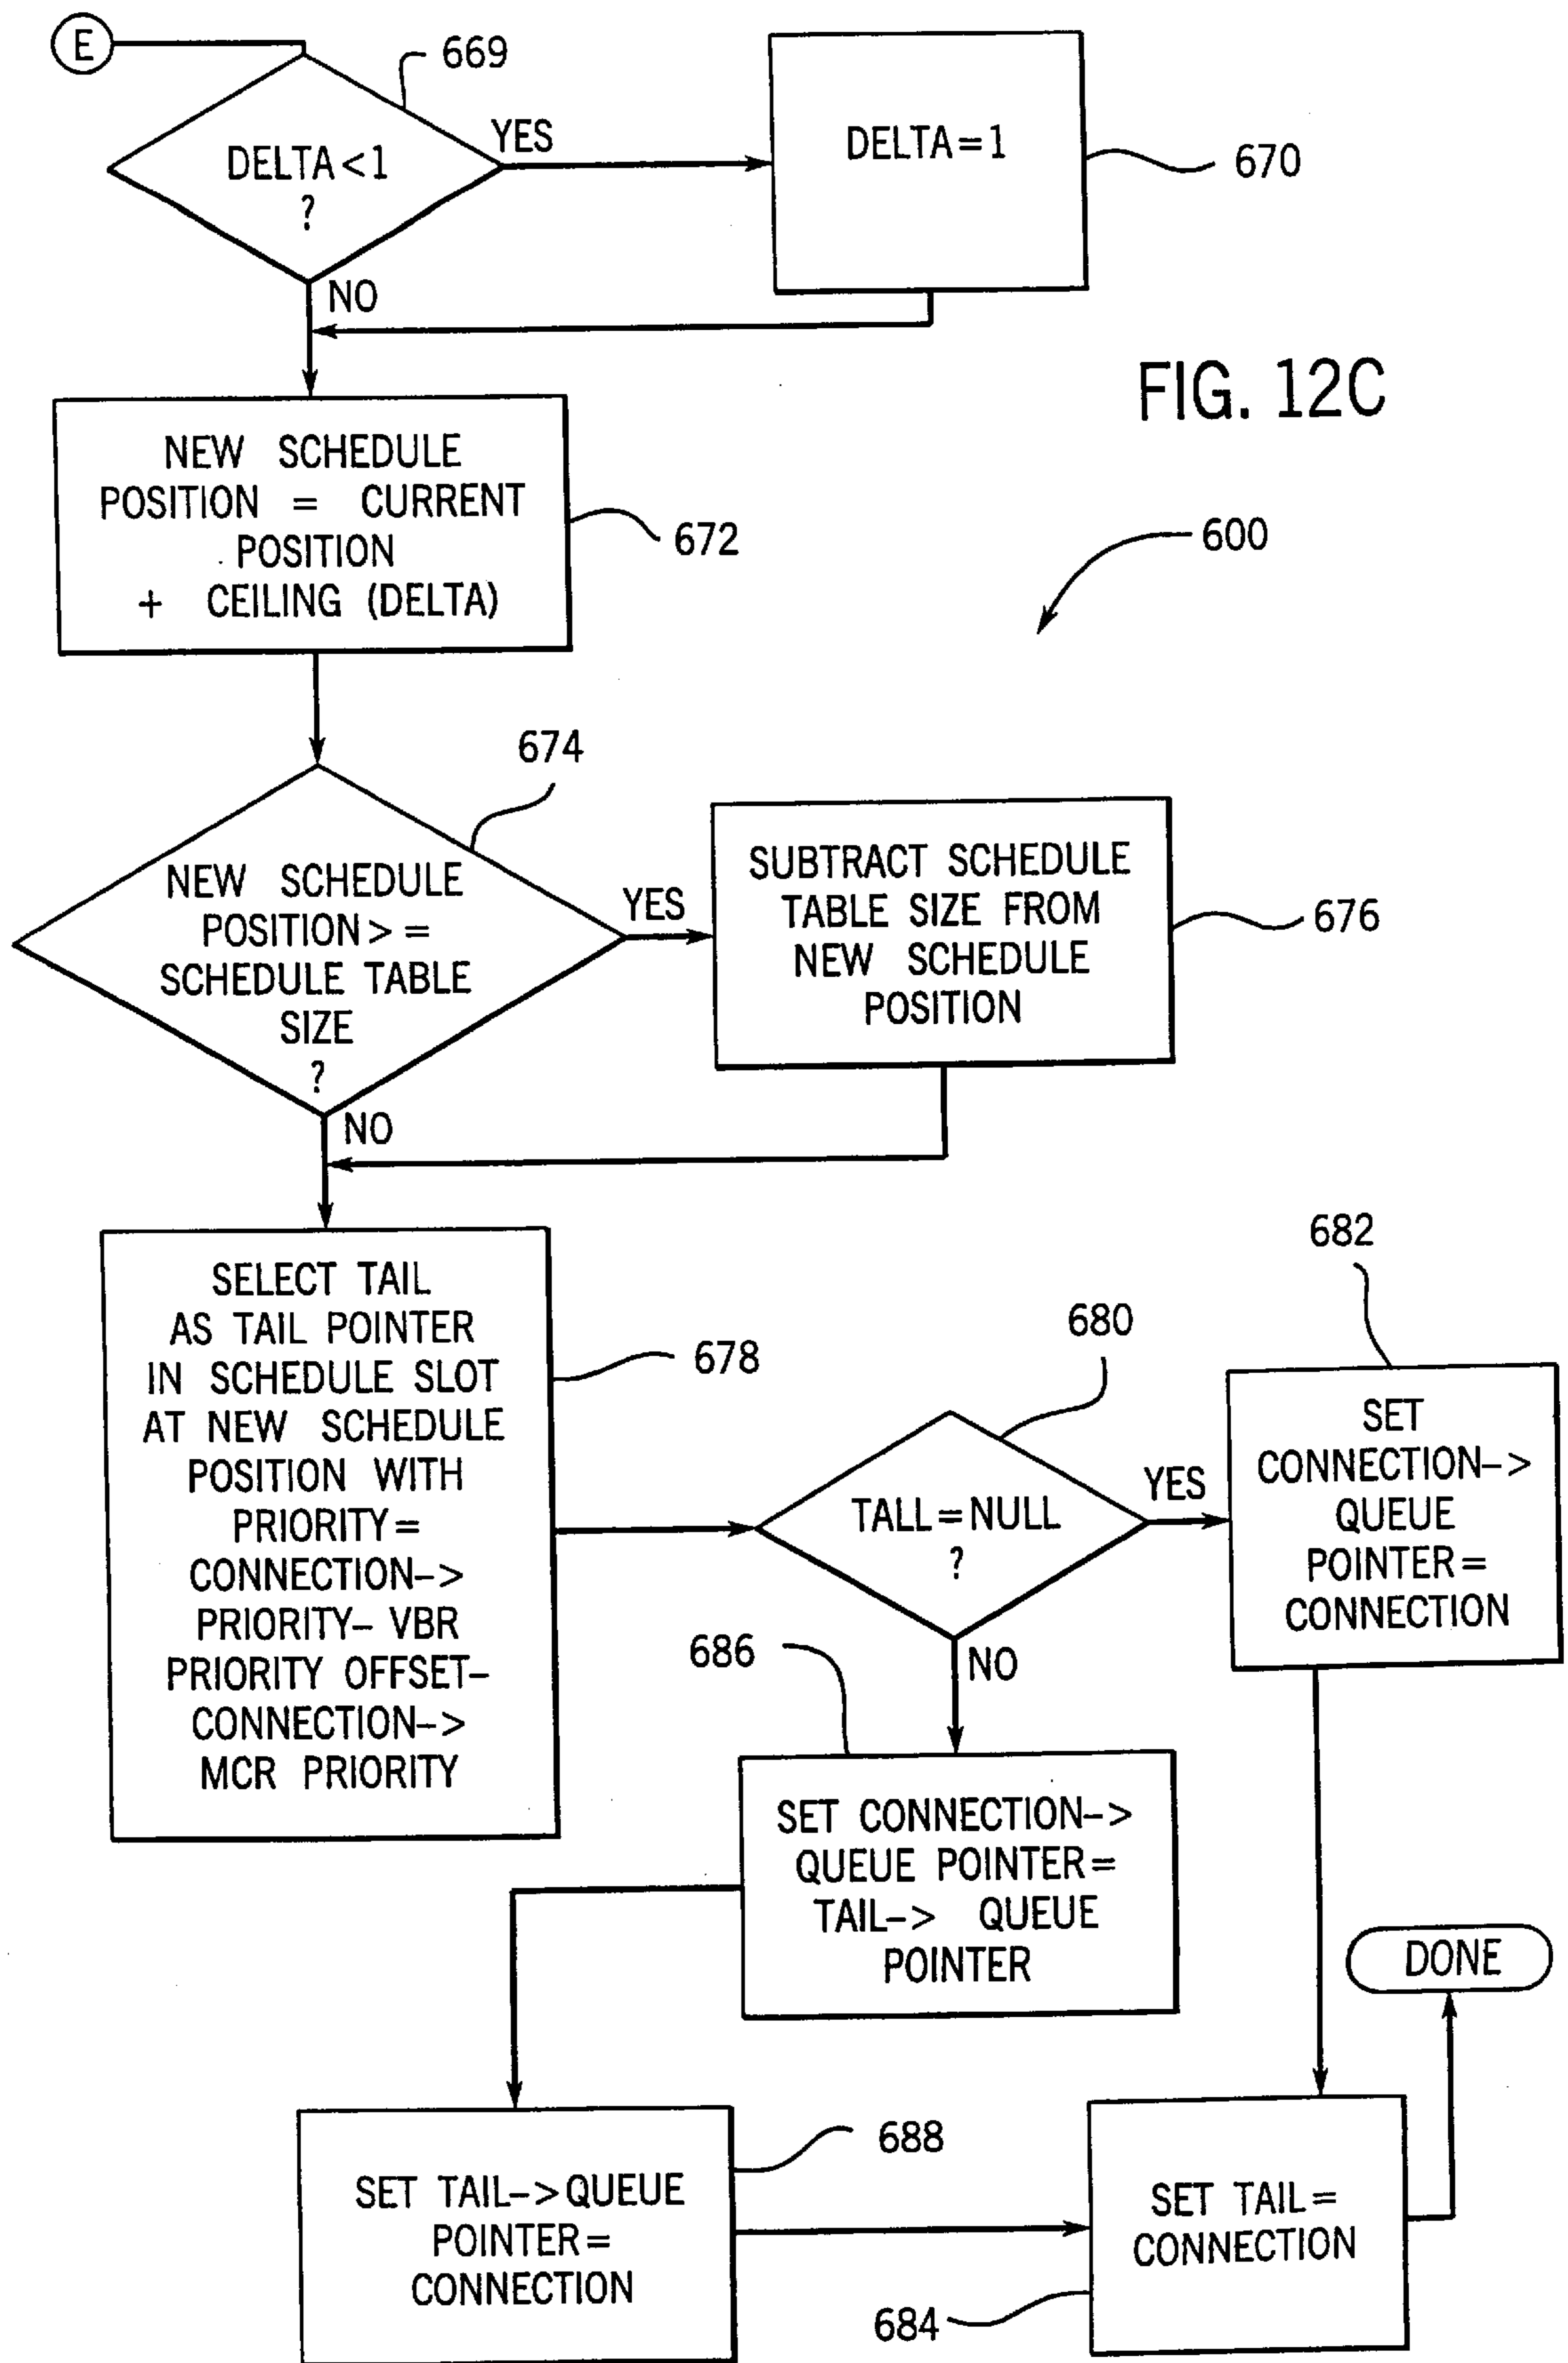 E
669
DELTA<1
?
YES
DELTA=1
670
NO
FIG. 12C
NEW SCHEDULE
POSITION = CURRENT
POSITION
+ CEILING (DELTA)
672
600
674
NEW SCHEDULE
POSITION>=
SCHEDULE TABLE
SIZE
?
YES
SUBTRACT SCHEDULE
TABLE SIZE FROM
NEW SCHEDULE
POSITION
676
NO
SELECT TAIL
AS TAIL POINTER
IN SCHEDULE SLOT
AT NEW SCHEDULE
POSITION WITH
PRIORITY=
CONNECTION->
PRIORITY- VBR
PRIORITY OFFSET-
CONNECTION->
MCR PRIORITY
678
680
TALL=NULL
?
YES
682
SET
CONNECTION->
QUEUE
POINTER=
CONNECTION
NO
686
SET CONNECTION->
QUEUE POINTER=
TAIL-> QUEUE
POINTER
DONE
688
SET TAIL->QUEUE
POINTER=
CONNECTION
SET TAIL=
CONNECTION
684